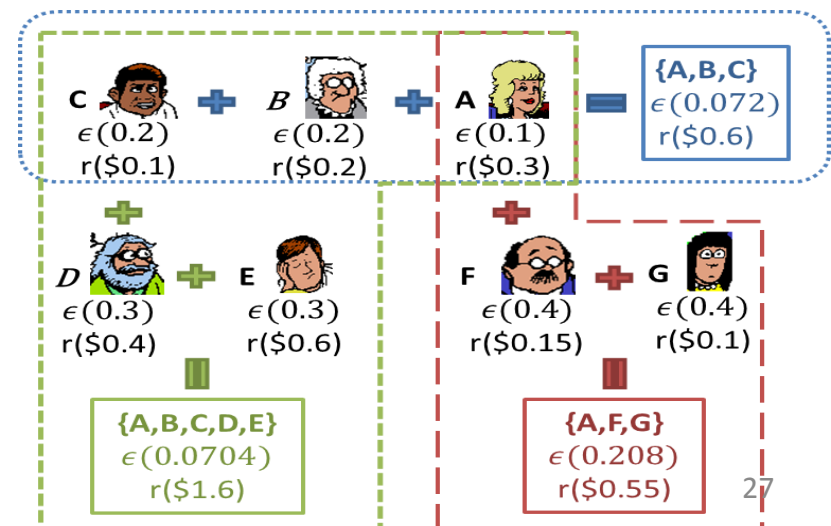 C + B + A = {A,B,C}
ϵ(0.2) ϵ(0.2) ϵ(0.1) ϵ(0.072)
r($0.1) r($0.2) r($0.3) r($0.6)
+ +
D + E F + G
ϵ(0.3) ϵ(0.3) ϵ(0.4) ϵ(0.4)
r($0.4) r($0.6) r($0.15) r($0.1)
= =
{A,B,C,D,E} {A,F,G}
ϵ(0.0704) ϵ(0.208)
r($1.6) r($0.55) 27